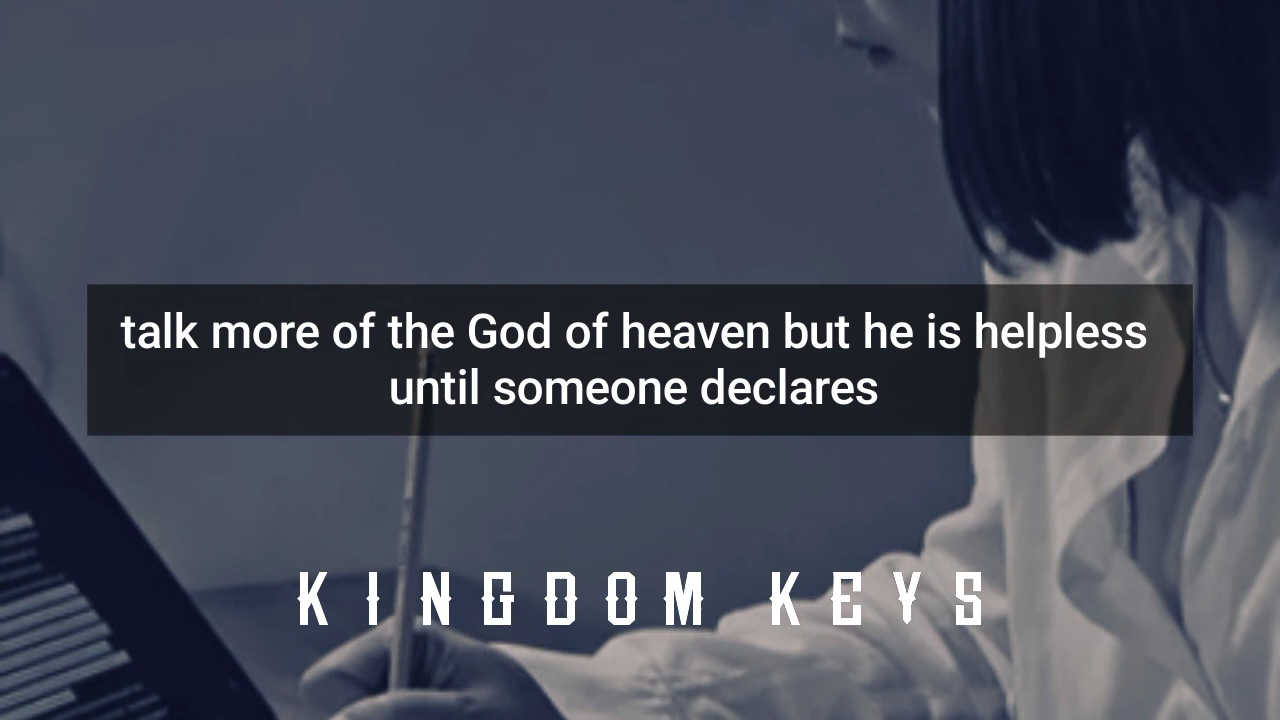 talk more of the God of heaven but he is helpless
until someone declares
KINGDOM KEYS